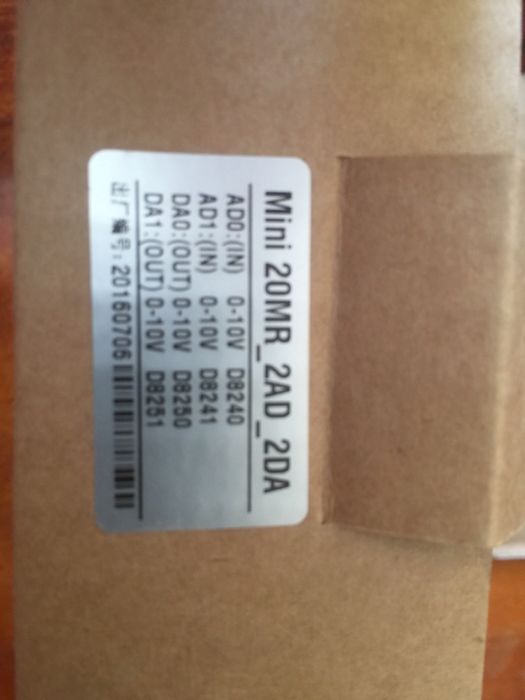 Mini 20MR_2AD_2DA
AD0:(IN) 0-10V D8240
AD1:(IN) 0-10V D8241
DA0:(OUT) 0-10V D8250
DA1:(OUT) 0-10V D8251
出厂编号:20160706